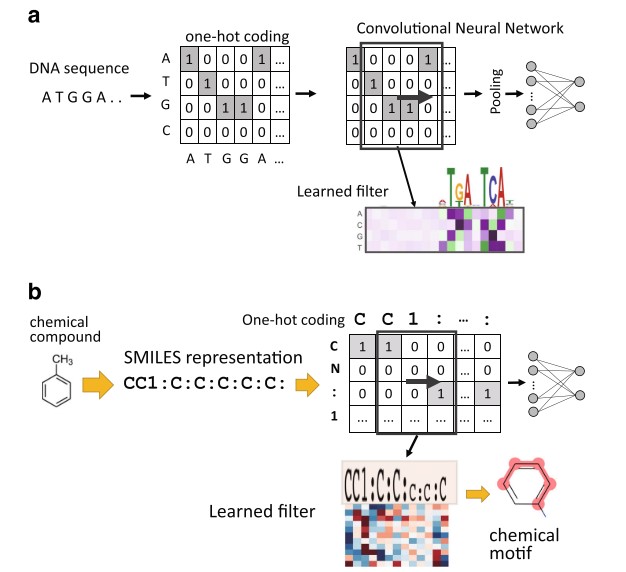 a
one-hot coding
Convolutional Neural Network
DNA sequence
A T G G A . .
A 1 0 0 0 1 ...
T 0 1 0 0 0 ...
G 0 0 1 1 0 ...
C 0 0 0 0 0 ...
A T G G A ...
1 0 0 0 1 ..
0 1 0 0 0 ..
0 0 1 1 0 ..
0 0 0 0 0 ..
Pooling
Learned filter
A
C
G
T
b
chemical
compound
CH3
SMILES representation
CC1:C:C:C:C:C:
One-hot coding C C 1 : ... :
C 1 1 0 0 ... 0
N 0 0 0 0 ... 0
: 0 0 0 1 ... 1
1 ... ... ... ... ...
CC1:C:C:C:C:C
Learned filter
chemical
motif